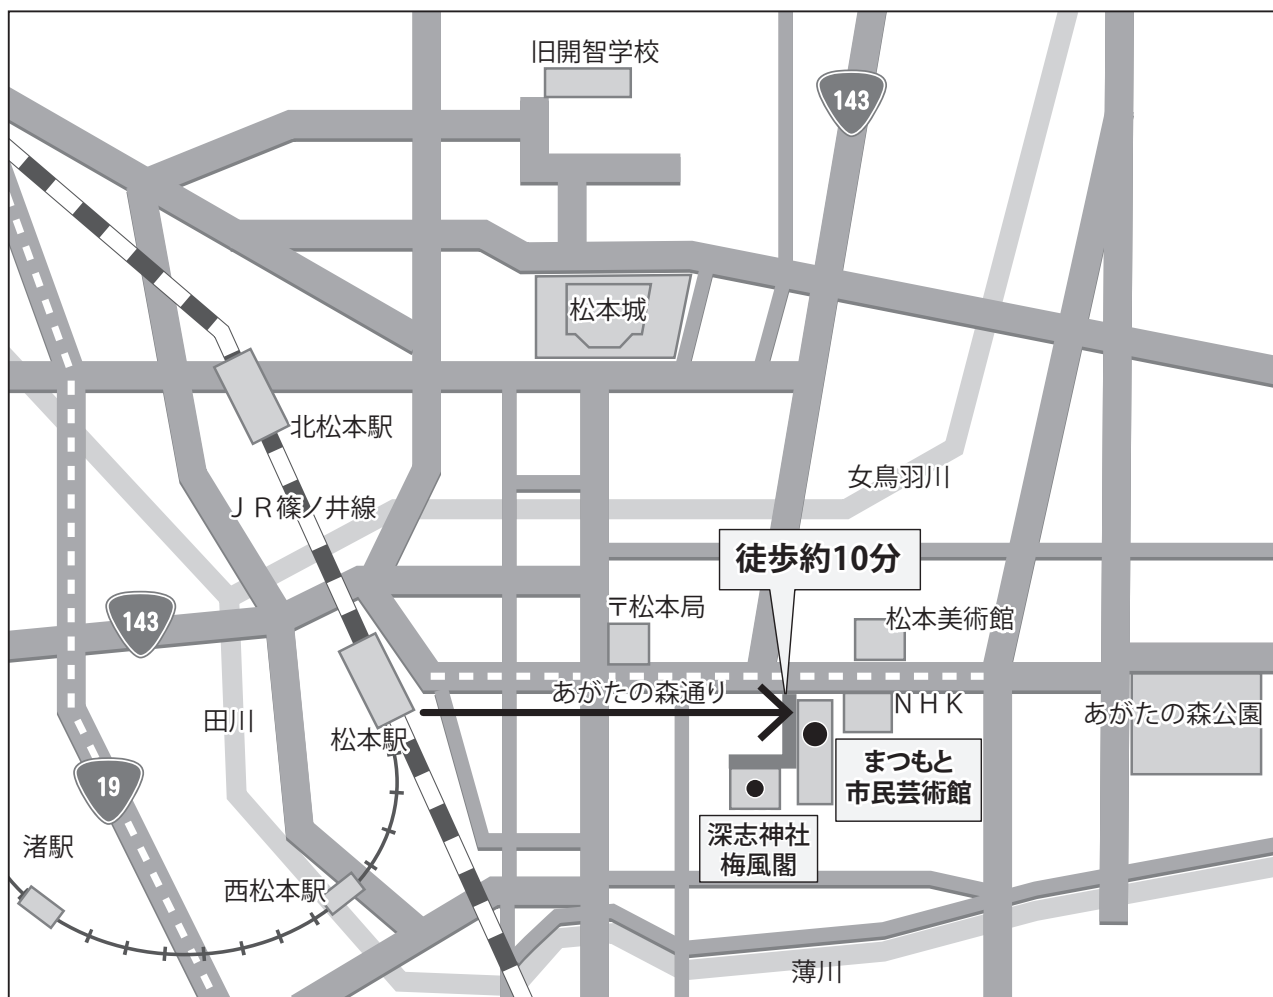 旧開智学校
143
松本城
北松本駅
女鳥羽川
ＪＲ篠ノ井線
徒歩約10分
〒松本局
143
松本美術館
あがたの森通り
ＮＨＫ
田川
松本駅
あがたの森公園
19
まつもと
市民芸術館
深志神社
梅風閣
渚駅
西松本駅
薄川